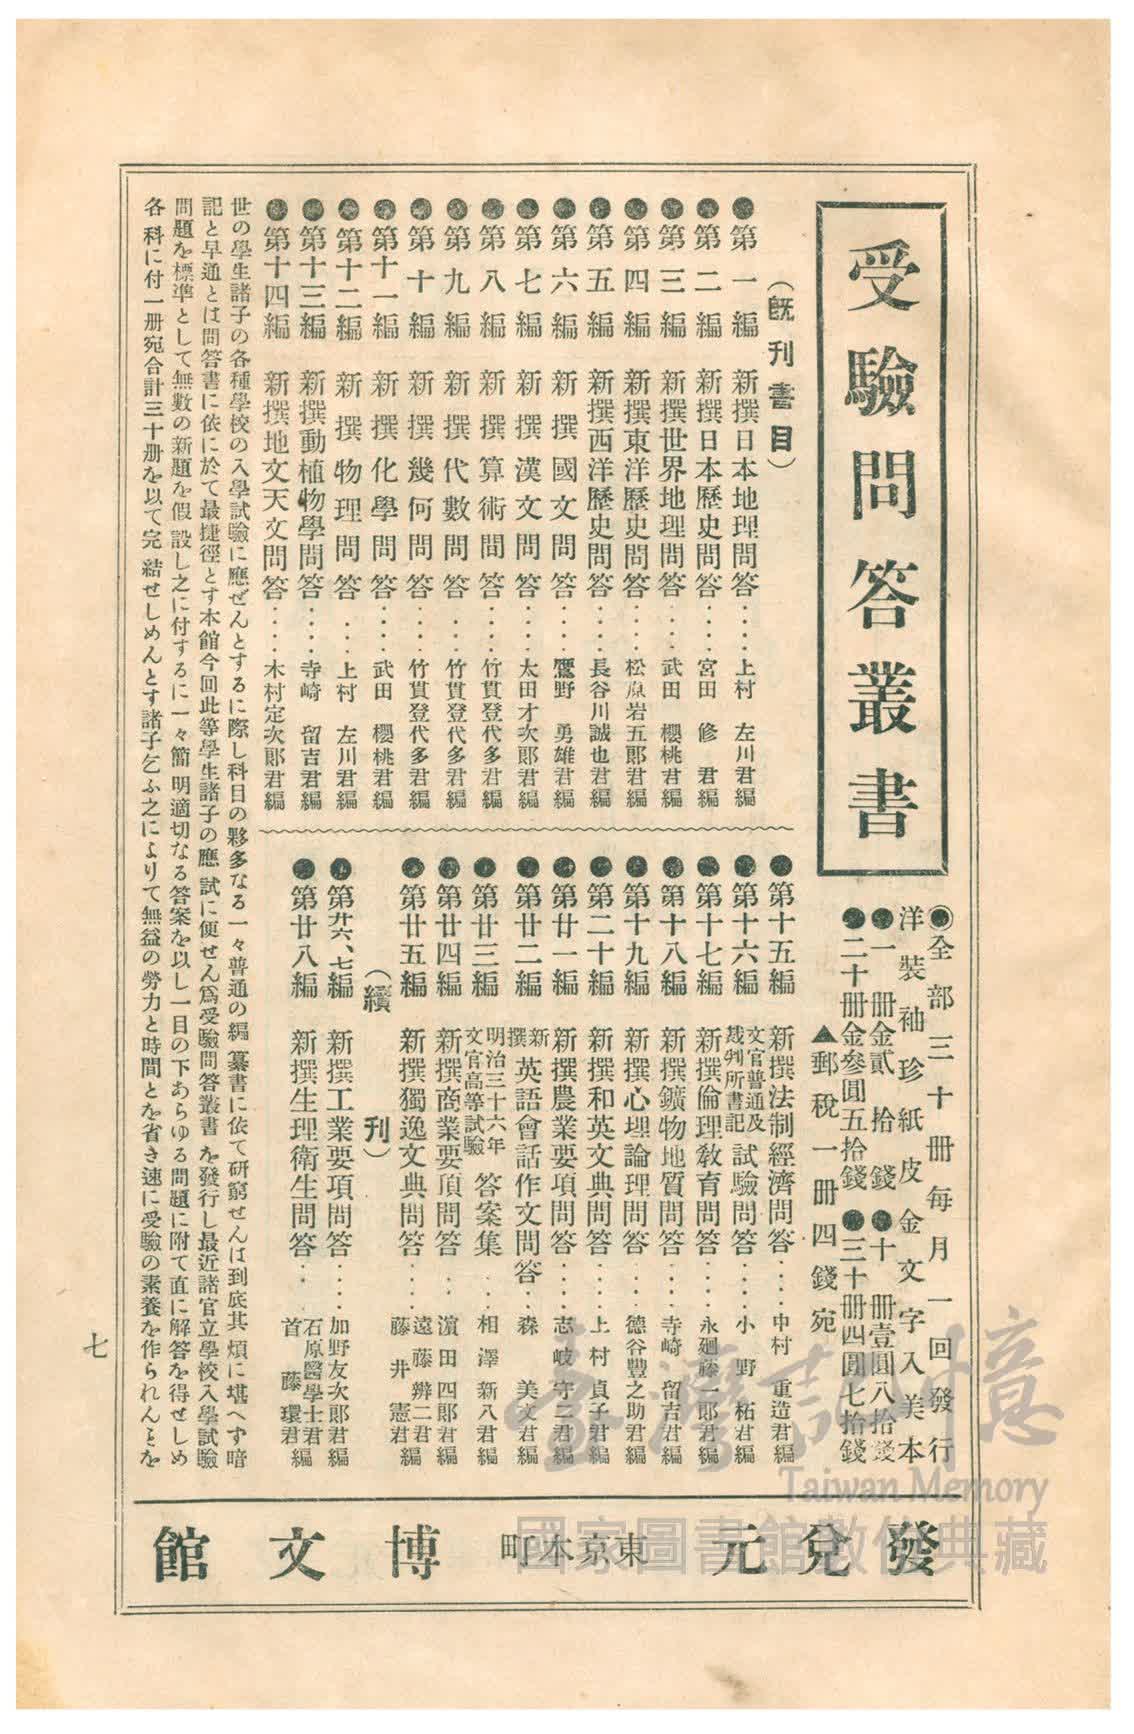 受驗問答叢書
◉全部三十册每月一回發行
洋裝袖珍紙皮金文字入美本
●一册金貳拾錢●十册壹圓八拾錢
●二十册金參圓五拾錢●三十册四圓七拾錢
▲郵稅一册四錢宛
(既刊書目)
●第一編 新撰日本地理問答‥‥上村左川君編
●第二編 新撰日本歷史問答‥‥宮田修君編
●第三編 新撰世界地理問答‥‥武田櫻桃君編
●第四編 新撰東洋歷史問答‥‥松原岩五郞君編
●第五編 新撰西洋歷史問答‥‥長谷川誠也君編
●第六編 新撰國文問答‥‥鷹野勇雄君編
●第七編 新撰漢文問答‥‥太田才次郞君編
●第八編 新撰算術問答‥‥竹貫登代多君編
●第九編 新撰代數問答‥‥竹貫登代多君編
●第十編 新撰幾何問答‥‥竹貫登代多君編
●第十一編 新撰化學問答‥‥武田櫻桃君編
●第十二編 新撰物理問答‥‥上村左川君編
●第十三編 新撰動植物學問答‥‥寺崎留吉君編
●第十四編 新撰地文天文問答‥‥木村定次郞君編
●第十五編 新撰法制經濟問答‥‥中村重造君編
●第十六編 文官普通及裁判所書記試驗問答‥‥小野柘君編
●第十七編 新撰倫理敎育問答‥‥永廻藤一郞君編
●第十八編 新撰鑛物地質問答‥‥寺崎留吉君編
●第十九編 新撰心理論理問答‥‥德谷豐之助君編
●第二十編 新撰和英文典問答‥‥上村貞子君編
●第廿一編 新撰農業要項問答‥‥志岐守二君編
●第廿二編 新撰英語會話作文問答‥‥森美文君編
●第廿三編 明治三十六年文官高等試驗答案集‥‥相澤新八君編
●第廿四編 新撰商業要項問答‥‥濵田四郞君編
●第廿五編 新撰獨逸文典問答‥‥遠藤辨二君 藤井憲君編
(續刊)
●第廿六、七編 新撰工業要項問答‥‥加野友次郞君編
●第廿八編 新撰生理衛生問答‥‥石原醫學士君 首藤環君編
世の學生諸子の各種學校の入學試驗に應ぜんとするに際し科目の夥多なる一々普通の編纂書に依て硏窮せんは到底其煩に堪へず暗
記と早通とは問答書に依に於て最捷徑とす本館今回此等學生諸子の應試に便せん爲受驗問答叢書を發行し最近諸官立學校入學試驗
問題を標準として無數の新題を假設し之に付するに一々簡明適切なる答案を以し一目の下あらゆる問題に附て直に解答を得せしめ
各科に付一册宛合計三十册を以て完結せしめんとす諸子乞ふ之によりて無益の勞力と時間とを省き速に受驗の素養を作られんとを
發兌元 東京本町 博文館
七
臺灣記憶
Taiwan Memory
國家圖書館數位典藏